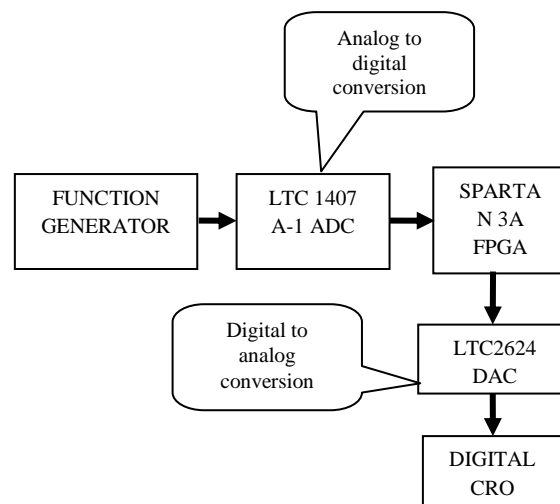 Analog to
digital
conversion
FUNCTION
GENERATOR
LTC 1407
A-1 ADC
SPARTA
N 3A
FPGA
Digital to
analog
conversion
LTC2624
DAC
DIGITAL
CRO